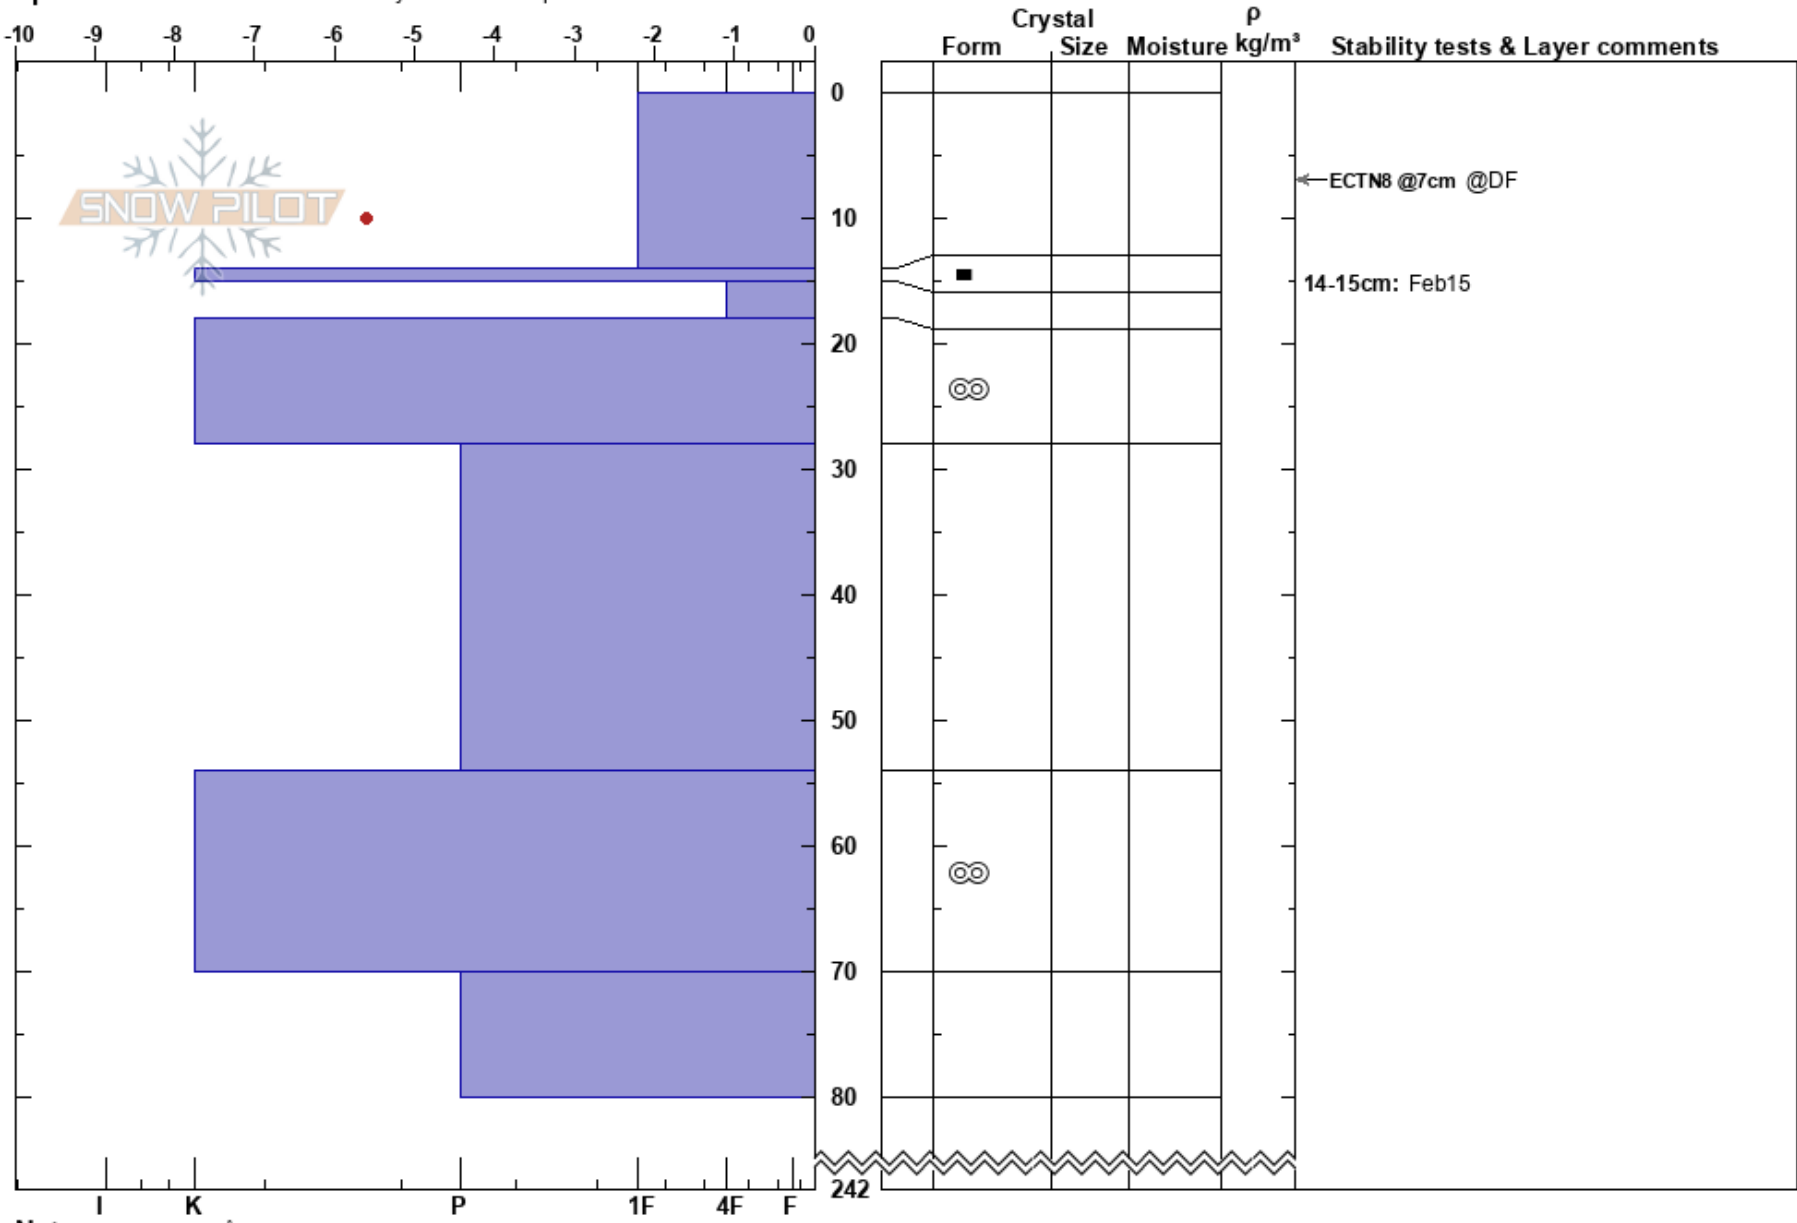 Crystal ρ
-10 -9 -8 -7 -6 -5 -4 -3 -2 -1 0 Form Size Moisture kg/m³ Stability tests & Layer comments
0
ECTN8 @7cm @DF
SNOW PILOT
10
14-15cm: Feb15
20
30
40
50
60
70
80
242
I K P 1F 4F F